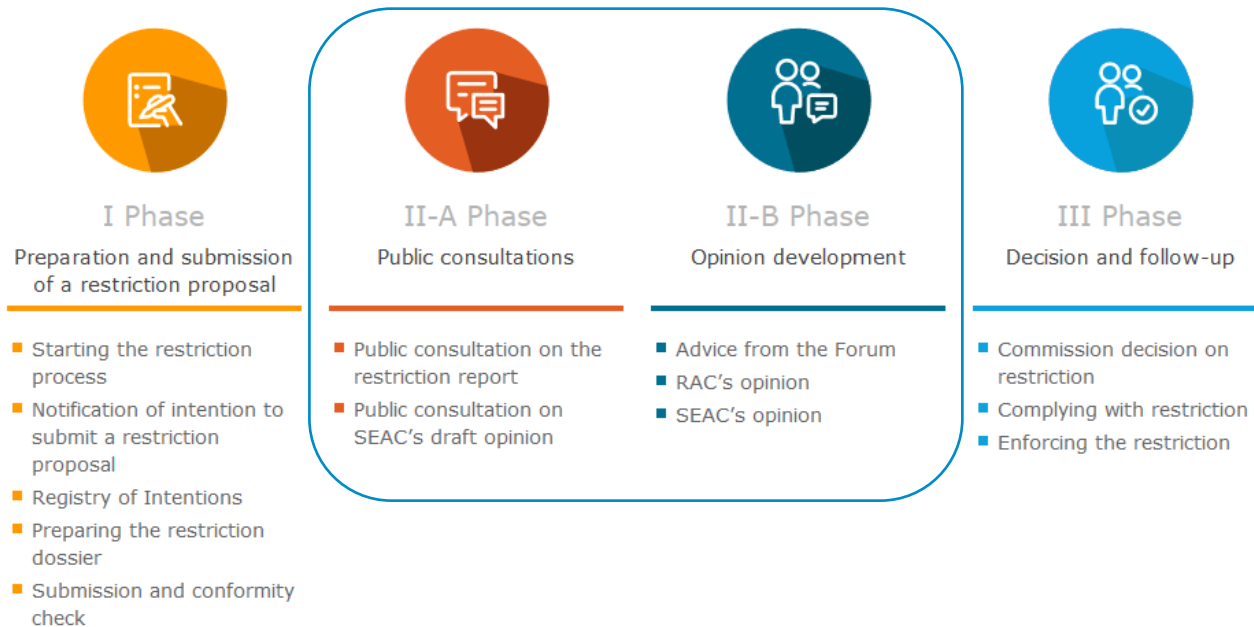 I Phase
Preparation and submission
of a restriction proposal
■ Starting the restriction
process
■ Notification of intention to
submit a restriction
proposal
■ Registry of Intentions
■ Preparing the restriction
dossier
■ Submission and conformity
check
II-A Phase
Public consultations
■ Public consultation on the
restriction report
■ Public consultation on
SEAC's draft opinion
II-B Phase
Opinion development
■ Advice from the Forum
■ RAC's opinion
■ SEAC's opinion
III Phase
Decision and follow-up
■ Commission decision on
restriction
■ Complying with restriction
■ Enforcing the restriction